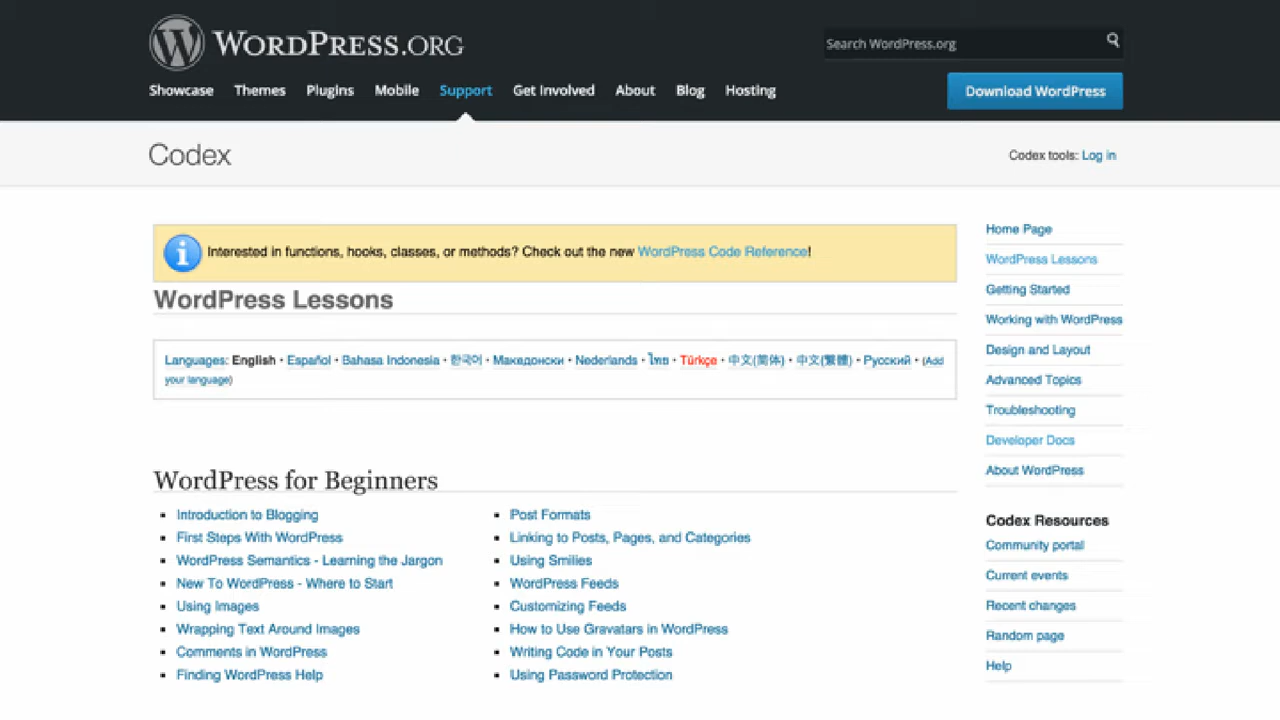 WORDPRESS.ORG
Search WordPress.org
Showcase Themes Plugins Mobile Support Get Involved About Blog Hosting
Download WordPress
Codex
Codex tools: Log in
Interested in functions, hooks, classes, or methods? Check out the new WordPress Code Reference!
WordPress Lessons
Languages: English • Español • Bahasa Indonesia • 한국어 • Македонски • Nederlands • ไทย • Türkçe • 中文(简体) • 中文(繁體) • Русский • (Add
your language)
WordPress for Beginners
Introduction to Blogging
First Steps With WordPress
WordPress Semantics - Learning the Jargon
New To WordPress - Where to Start
Using Images
Wrapping Text Around Images
Comments in WordPress
Finding WordPress Help
Post Formats
Linking to Posts, Pages, and Categories
Using Smilies
WordPress Feeds
Customizing Feeds
How to Use Gravatars in WordPress
Writing Code in Your Posts
Using Password Protection
Home Page
WordPress Lessons
Getting Started
Working with WordPress
Design and Layout
Advanced Topics
Troubleshooting
Developer Docs
About WordPress
Codex Resources
Community portal
Current events
Recent changes
Random page
Help